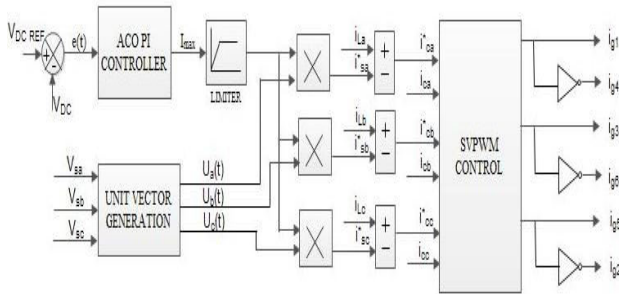 V_DC REF
+
-
V_DC
e(t)
ACO PI
CONTROLLER
I_max
LIMITER
V_sa
V_sb
V_sc
UNIT VECTOR
GENERATION
U_a(t)
U_b(t)
U_c(t)
X
X
X
i_La
i*_sa
+
-
i*_ca
i_ca
i_Lb
i*_sb
+
-
i*_cb
i_cb
i_Lc
i*_sc
+
-
i*_cc
i_cc
SVPWM
CONTROL
i_g1
i_g4
i_g3
i_g6
i_g5
i_g2